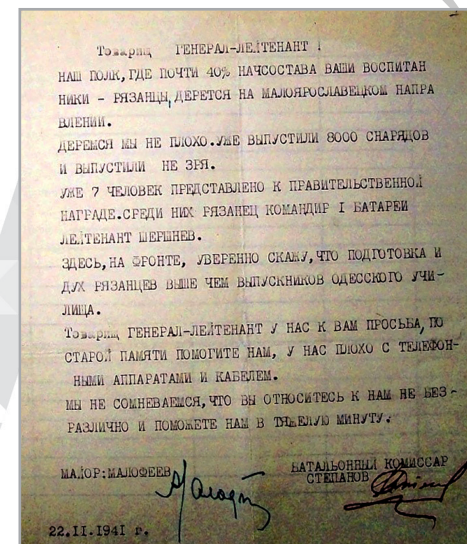 Товарищ ГЕНЕРАЛ-ЛЕЙТЕНАНТ !
НАШ ПОЛК, ГДЕ ПОЧТИ 40% НАЧСОСТАВА ВАШИ ВОСПИТАН
НИКИ - РЯЗАНЦЫ, ДЕРЕТСЯ НА МАЛОЯРОСЛАВЕЦКОМ НАПРА
ВЛЕНИИ.
ДЕРЕМСЯ МЫ НЕ ПЛОХО. УЖЕ ВЫПУСТИЛИ 8000 СНАРЯДОВ
И ВЫПУСТИЛИ НЕ ЗРЯ.
УЖЕ 7 ЧЕЛОВЕК ПРЕДСТАВЛЕНО К ПРАВИТЕЛЬСТВЕННОЙ
НАГРАДЕ. СРЕДИ НИХ РЯЗАНЕЦ КОМАНДИР I БАТАРЕИ
ЛЕЙТЕНАНТ ШЕРШНЕВ.
ЗДЕСЬ, НА ФРОНТЕ, УВЕРЕННО СКАЖУ, ЧТО ПОДГОТОВКА И
ДУХ РЯЗАНЦЕВ ВЫШЕ ЧЕМ ВЫПУСКНИКОВ ОДЕССКОГО УЧИ-
ЛИЩА.
Товарищ ГЕНЕРАЛ-ЛЕЙТЕНАНТ У НАС К ВАМ ПРОСЬБА, ПО
СТАРОЙ ПАМЯТИ ПОМОГИТЕ НАМ, У НАС ПЛОХО С ТЕЛЕФОН-
НЫМИ АППАРАТАМИ И КАБЕЛЕМ.
МЫ НЕ СОМНЕВАЕМСЯ, ЧТО ВЫ ОТНОСИТЕСЬ К НАМ НЕ БЕЗ-
РАЗЛИЧНО И ПОМОЖЕТЕ НАМ В ТЯЖЕЛУЮ МИНУТУ.
МАЙОР: МАЛОФЕЕВ
БАТАЛЬОННЫЙ КОМИССАР
СТЕПАНОВ
22.II.1941 г.